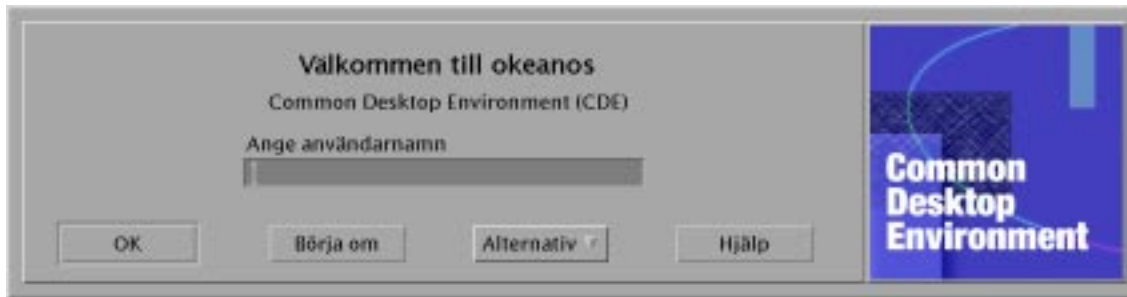 Välkommen till okeanos
Common Desktop Environment (CDE)
Ange användarnamn
OK
Börja om
Alternativ
Hjälp
Common
Desktop
Environment